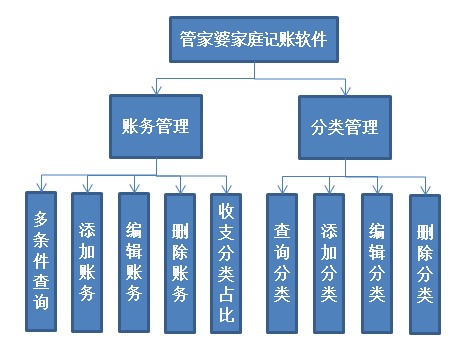 管家婆家庭记账软件
账务管理
分类管理
多条件查询
添加账务
编辑账务
删除账务
收支分类占比
查询分类
添加分类
编辑分类
删除分类